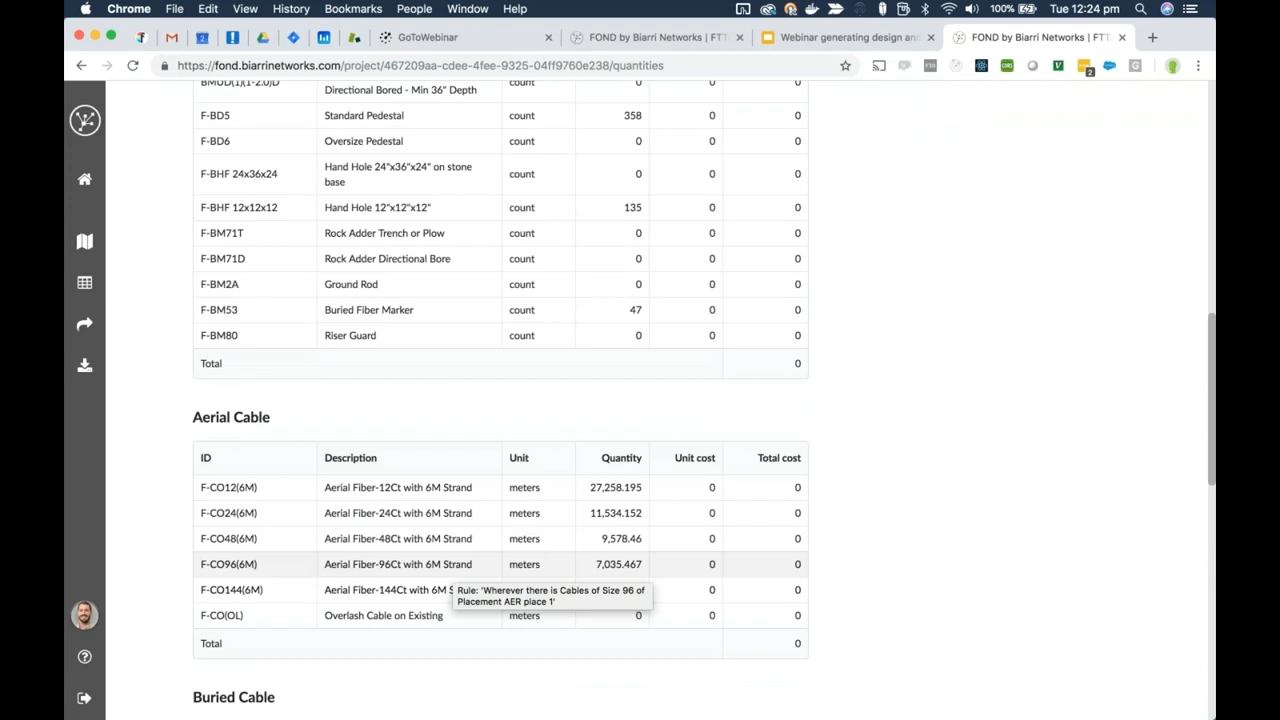 Chrome File Edit View History Bookmarks People Window Help 100% Tue 12:24 pm
GoToWebinar FOND by Biarri Networks | FTT Webinar generating design and FOND by Biarri Networks | FTT
https://fond.biarrinetworks.com/project/467209aa-cdee-4fee-9325-04ff9760e238/quantities
BMUD(1)(1-2.0)D Directional Bored - Min 36" Depth count 0 0 0
F-BD5 Standard Pedestal count 358 0 0
F-BD6 Oversize Pedestal count 0 0 0
F-BHF 24x36x24 Hand Hole 24"x36"x24" on stone base count 0 0 0
F-BHF 12x12x12 Hand Hole 12"x12"x12" count 135 0 0
F-BM71T Rock Adder Trench or Plow count 0 0 0
F-BM71D Rock Adder Directional Bore count 0 0 0
F-BM2A Ground Rod count 0 0 0
F-BM53 Buried Fiber Marker count 47 0 0
F-BM80 Riser Guard count 0 0 0
Total 0
Aerial Cable
ID Description Unit Quantity Unit cost Total cost
F-CO12(6M) Aerial Fiber-12Ct with 6M Strand meters 27,258.195 0 0
F-CO24(6M) Aerial Fiber-24Ct with 6M Strand meters 11,534.152 0 0
F-CO48(6M) Aerial Fiber-48Ct with 6M Strand meters 9,578.46 0 0
F-CO96(6M) Aerial Fiber-96Ct with 6M Strand meters 7,035.467 0 0
F-CO144(6M) Aerial Fiber-144Ct with 6M S 0 0
Rule: 'Wherever there is Cables of Size 96 of
Placement AER place 1'
F-CO(OL) Overlash Cable on Existing meters 0 0 0
Total 0
Buried Cable